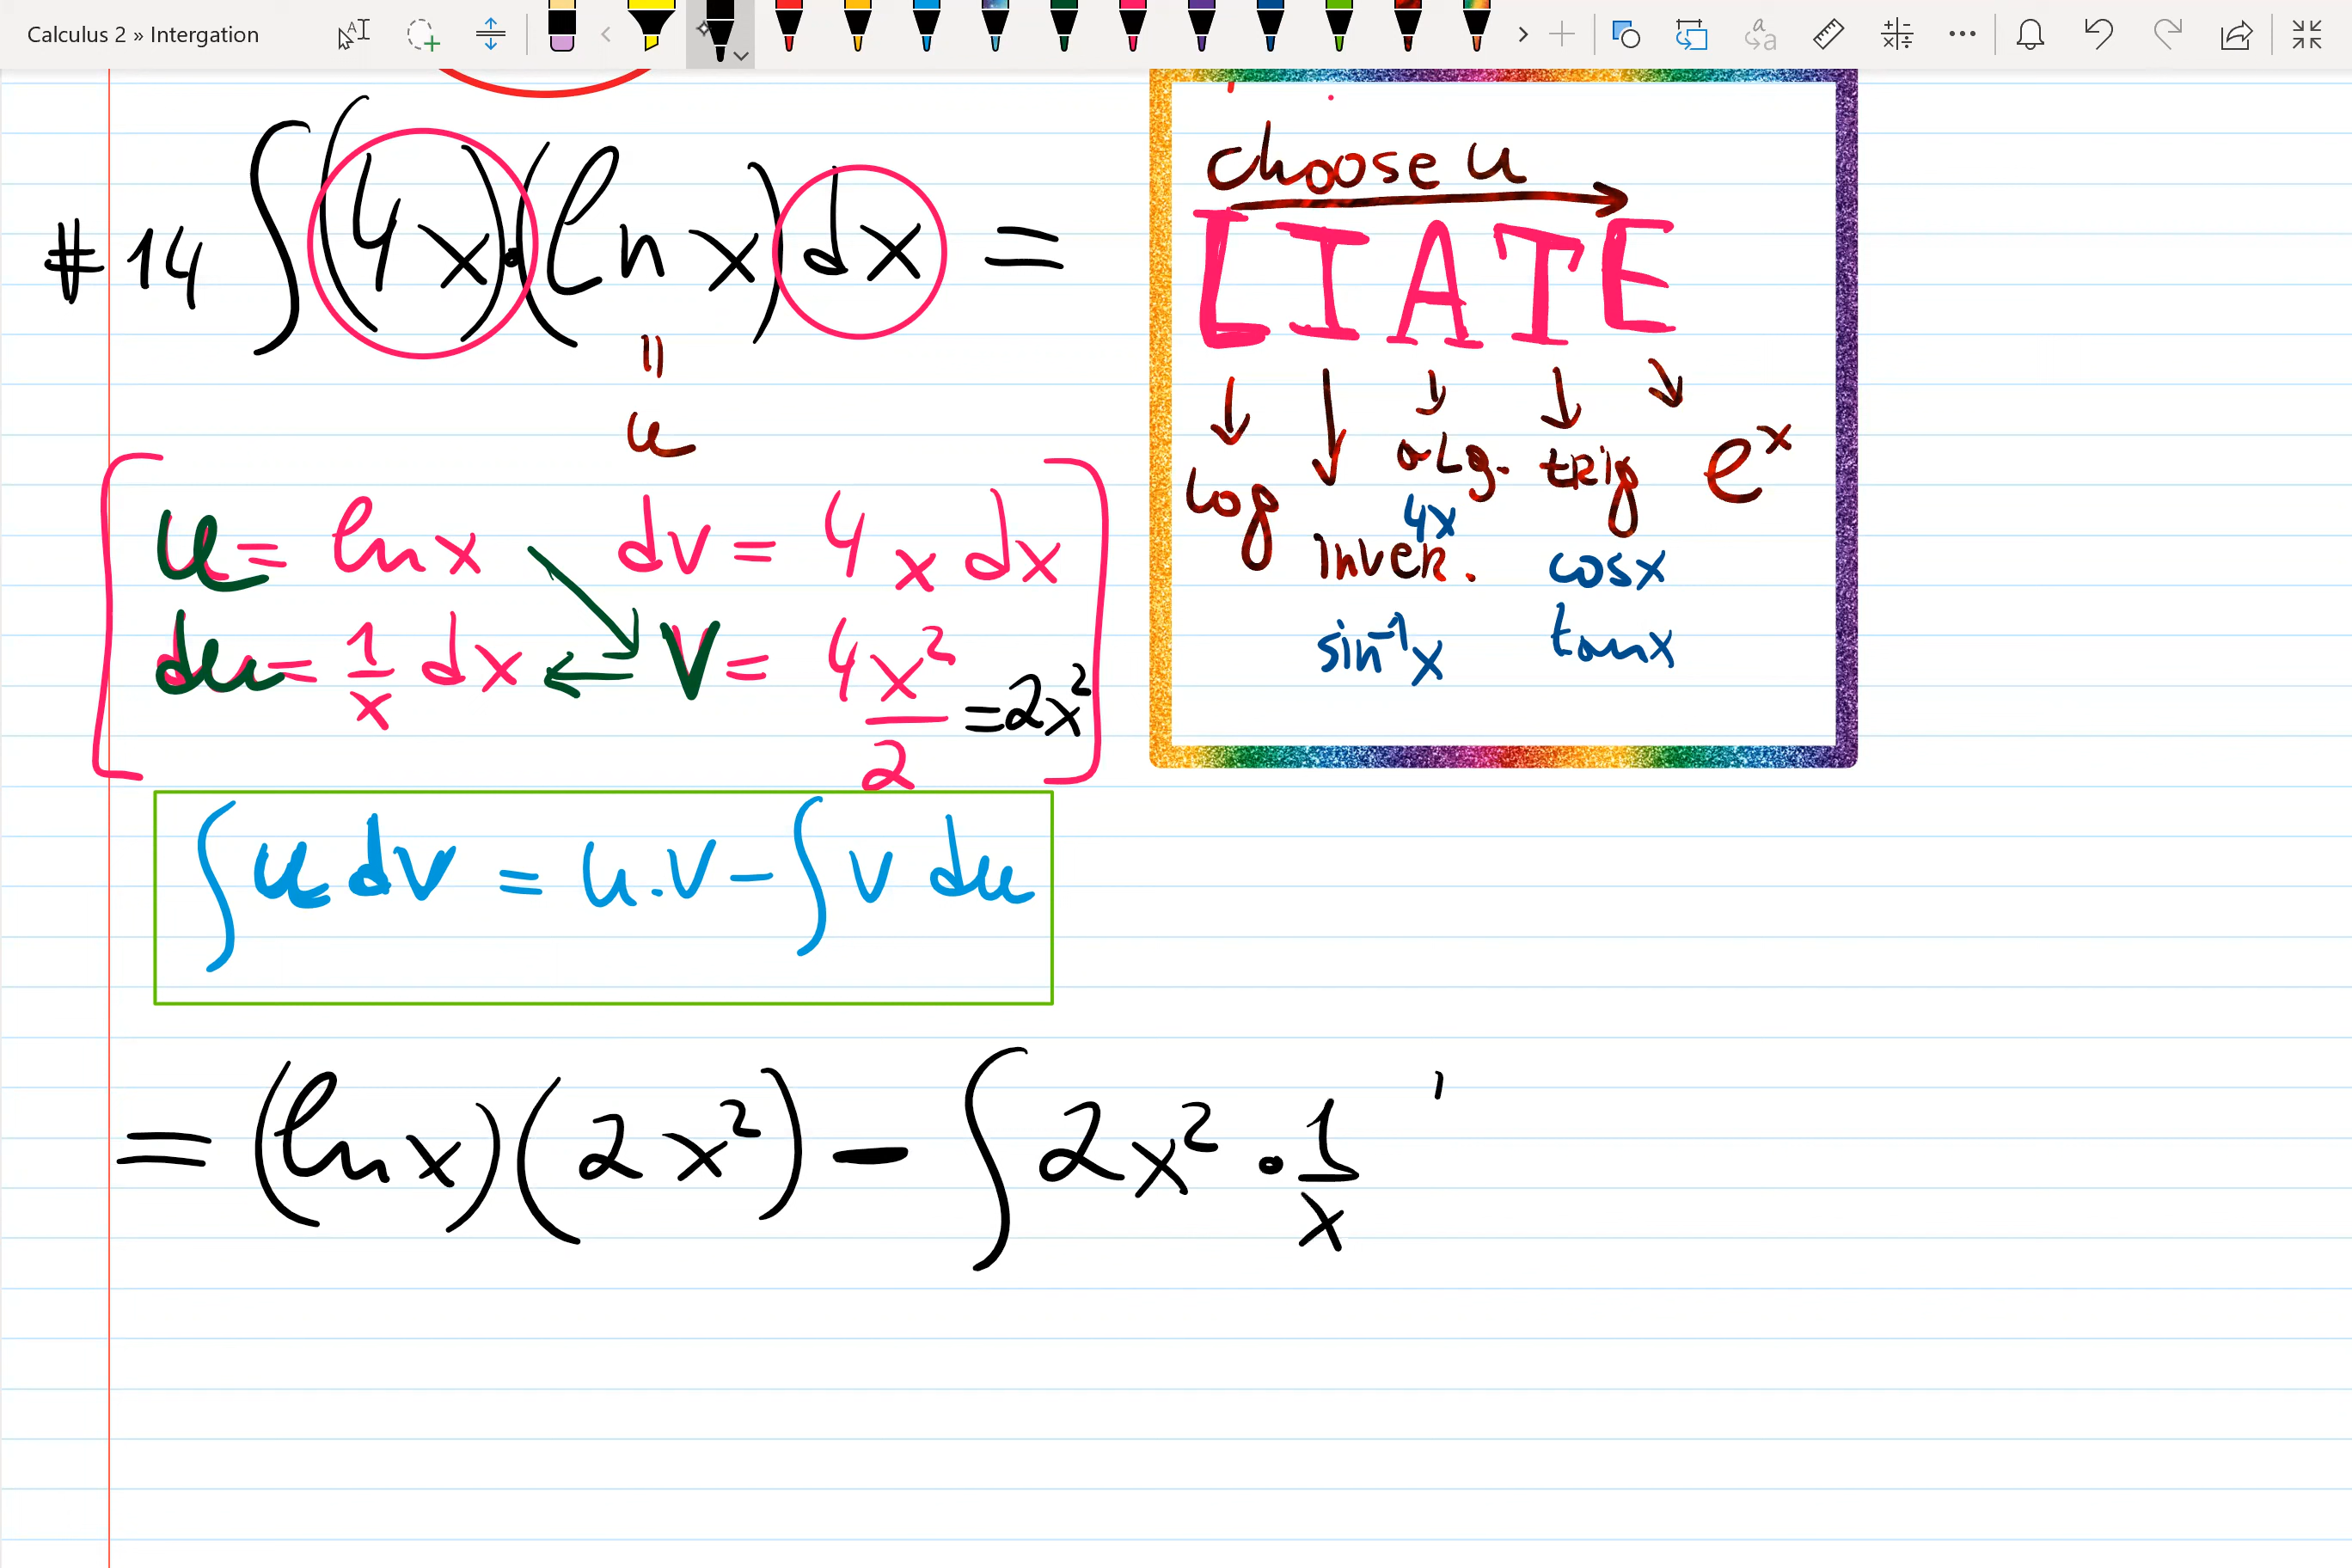 Calculus 2 » Intergation
#14 ∫(4x)·(ln x)dx =
"
u
u = ln x dv = 4x dx
du = 1/x dx v = 4x²/2 = 2x²
∫u dv = u.v − ∫v du
= (ln x)(2x²) − ∫2x² · 1/x
choose u
LIATE
log inver. alg. trig eˣ
4x
sin⁻¹x cosx
tanx